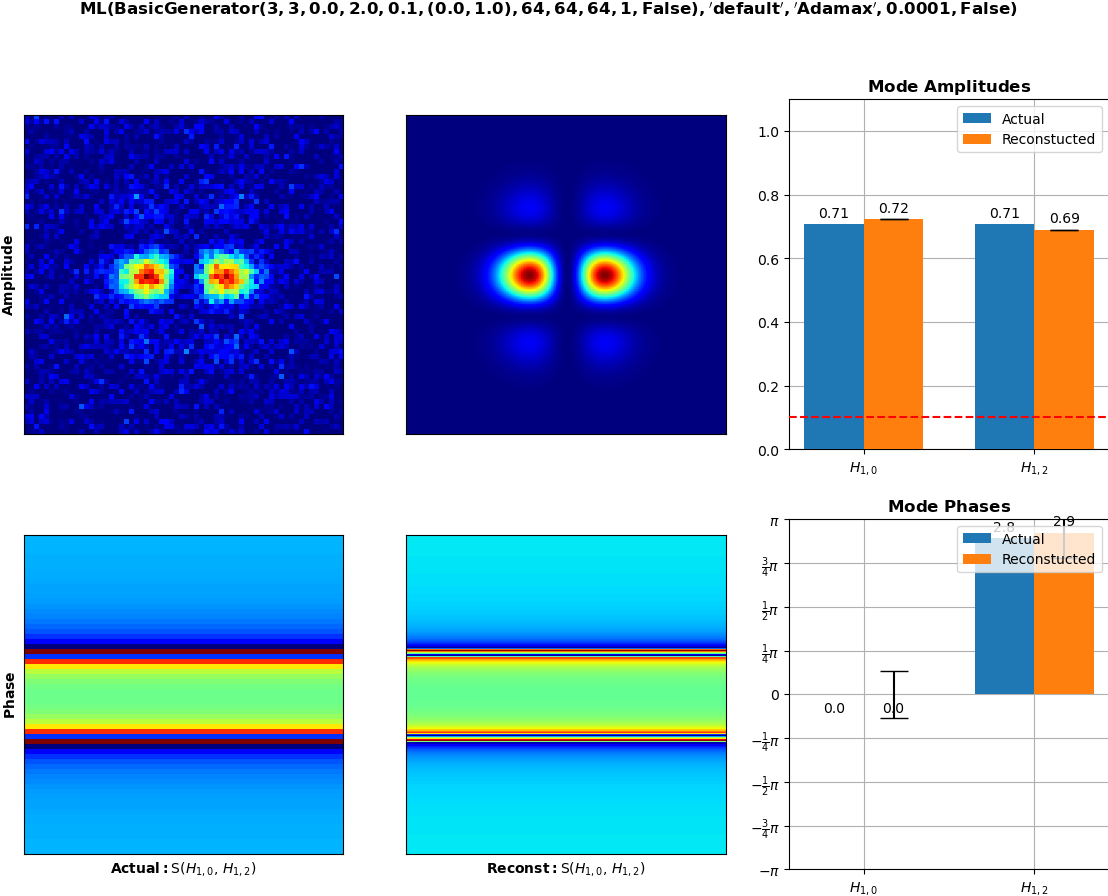 ML(BasicGenerator(3, 3, 0.0, 2.0, 0.1, (0.0, 1.0), 64, 64, 64, 1, False), 'default', 'Adamax', 0.0001, False)
Amplitude
Mode Amplitudes
Actual
Reconstucted
1.0
0.8
0.6
0.4
0.2
0.0
0.71
0.72
0.71
0.69
H1,0
H1,2
Phase
Actual: S(H1,0, H1,2)
Reconst: S(H1,0, H1,2)
Mode Phases
Actual
Reconstucted
π
3/4π
1/2π
1/4π
0
−1/4π
−1/2π
−3/4π
−π
0.0
0.0
2.8
2.9
H1,0
H1,2